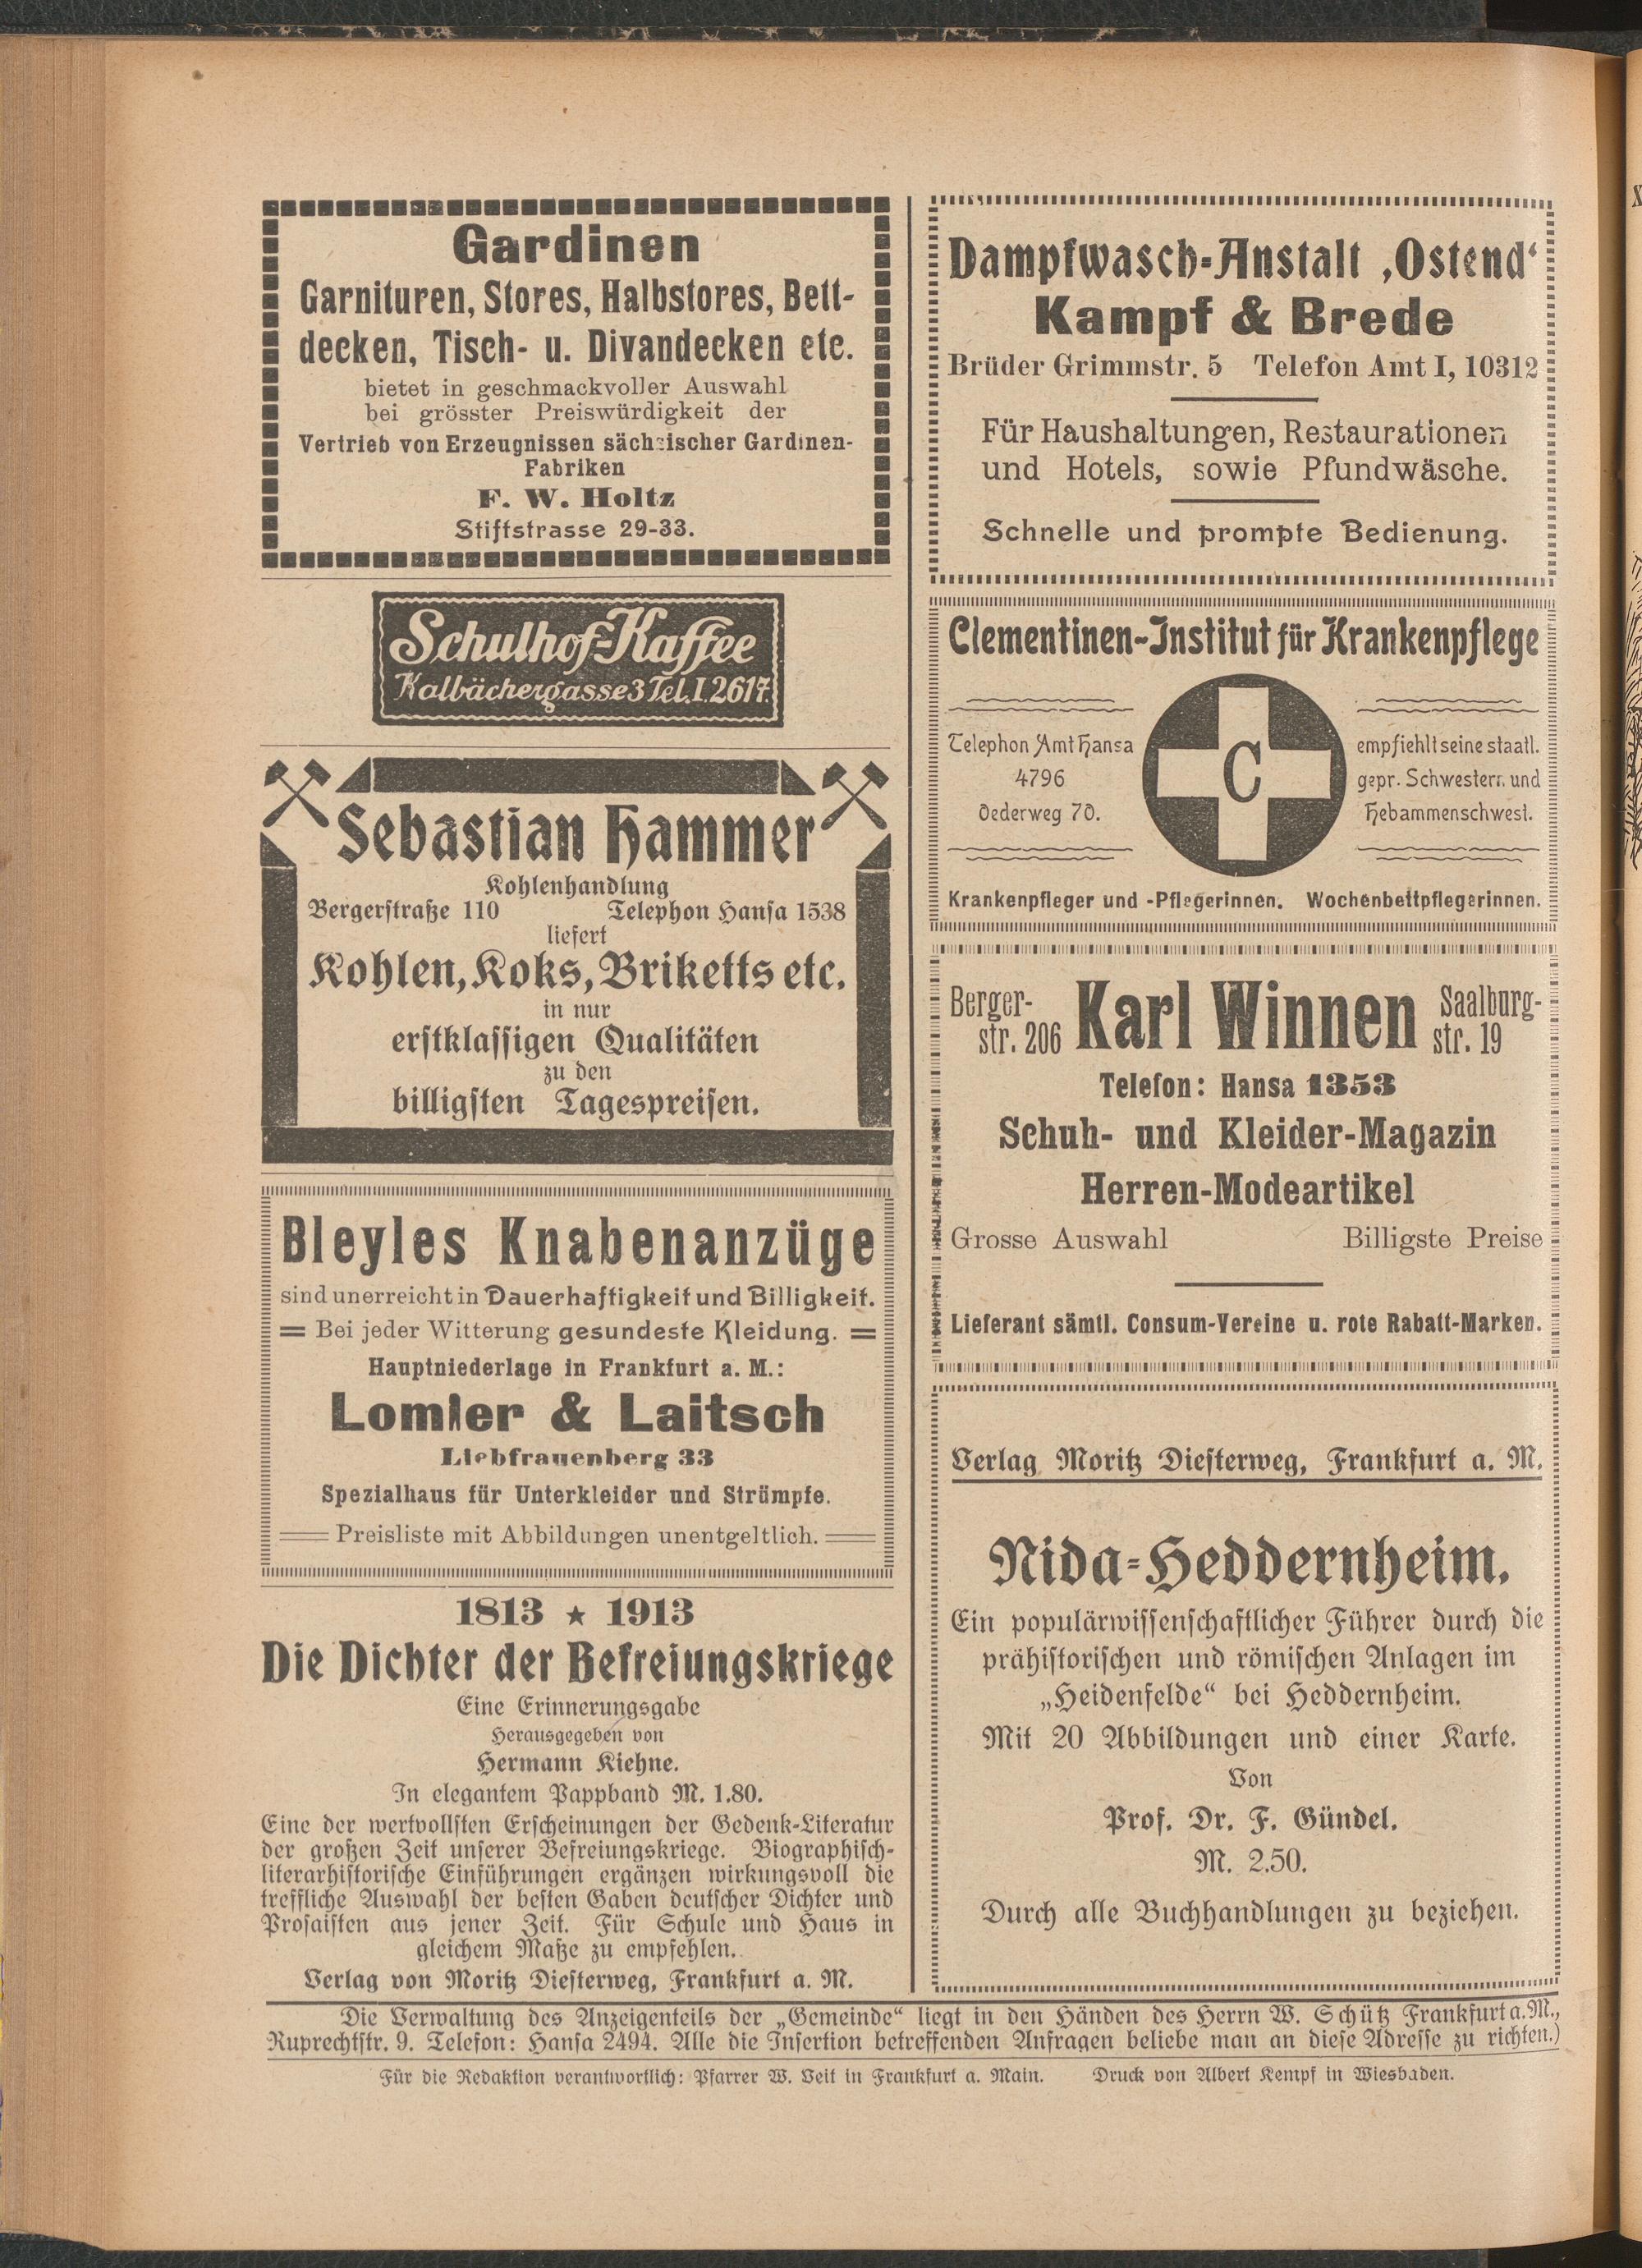 Gardinen
Garnituren, Stores, Halbstores, Bett-
decken, Tisch- u. Divandecken etc.
bietet in geschmackvoller Auswahl
bei grösster Preiswürdigkeit der
Vertrieb von Erzeugnissen sächsischer Gardinen-
Fabriken
F. W. Holtz
Stiftstrasse 29-33.
Schulhof-Kaffee
Kalbächergasse 3 Tel. I. 2617.
Sebastian Hammer
Kohlenhandlung
Bergerstraße 110 Telephon Hansa 1538
liefert
Kohlen, Koks, Briketts etc.
in nur
erstklassigen Qualitäten
zu den
billigsten Tagespreisen.
Bleyles Knabenanzüge
sind unerreicht in Dauerhaftigkeit und Billigkeit.
= Bei jeder Witterung gesundeste Kleidung. =
Hauptniederlage in Frankfurt a. M.:
Lomler & Laitsch
Liebfrauenberg 33
Spezialhaus für Unterkleider und Strümpfe.
Preisliste mit Abbildungen unentgeltlich.
1813 ★ 1913
Die Dichter der Befreiungskriege
Eine Erinnerungsgabe
Herausgegeben von
Hermann Kiehne.
In elegantem Pappband M. 1.80.
Eine der wertvollsten Erscheinungen der Gedenk-Literatur
der großen Zeit unserer Befreiungskriege. Biographisch-
literarhistorische Einführungen ergänzen wirkungsvoll die
treffliche Auswahl der besten Gaben deutscher Dichter und
Prosaisten aus jener Zeit. Für Schule und Haus in
gleichem Maße zu empfehlen.
Verlag von Moritz Diesterweg, Frankfurt a. M.
Dampfwasch-Anstalt ‚Ostend‘
Kampf & Brede
Brüder Grimmstr. 5 Telefon Amt I, 10312
Für Haushaltungen, Restaurationen
und Hotels, sowie Pfundwäsche.
Schnelle und prompte Bedienung.
Clementinen-Institut für Krankenpflege
Telephon Amt Hansa
4796
Oederweg 70.
C
empfiehlt seine staatl.
gepr. Schwestern und
Hebammenschwest.
Krankenpfleger und -Pflegerinnen. Wochenbettpflegerinnen.
Berger-
str. 206
Karl Winnen
Saalburg-
str. 19
Telefon: Hansa 1353
Schuh- und Kleider-Magazin
Herren-Modeartikel
Grosse Auswahl Billigste Preise
Lieferant sämtl. Consum-Vereine u. rote Rabatt-Marken.
Verlag Moritz Diesterweg, Frankfurt a. M.
Nida-Heddernheim.
Ein populärwissenschaftlicher Führer durch die
prähistorischen und römischen Anlagen im
„Heidenfelde“ bei Heddernheim.
Mit 20 Abbildungen und einer Karte.
Von
Prof. Dr. F. Gündel.
M. 2.50.
Durch alle Buchhandlungen zu beziehen.
Die Verwaltung des Anzeigenteils der „Gemeinde“ liegt in den Händen des Herrn W. Schütz Frankfurt a. M.,
Ruprechtstr. 9. Telefon: Hansa 2494. Alle die Insertion betreffenden Anfragen beliebe man an diese Adresse zu richten.)
Für die Redaktion verantwortlich: Pfarrer W. Veit in Frankfurt a. Main. Druck von Albert Kempf in Wiesbaden.